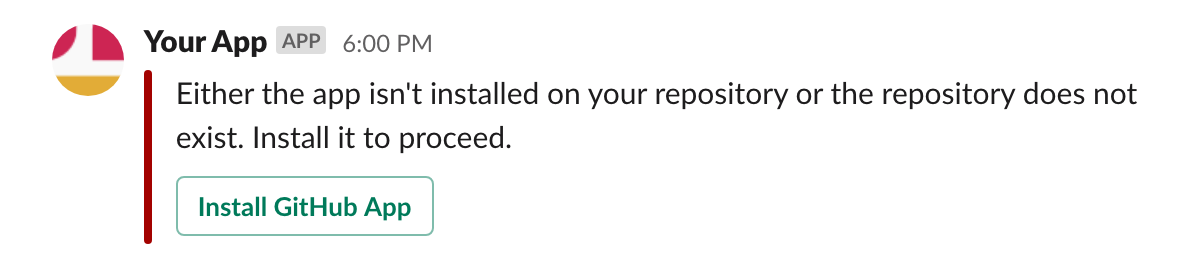 Your App APP 6:00 PM
Either the app isn't installed on your repository or the repository does not
exist. Install it to proceed.
Install GitHub App